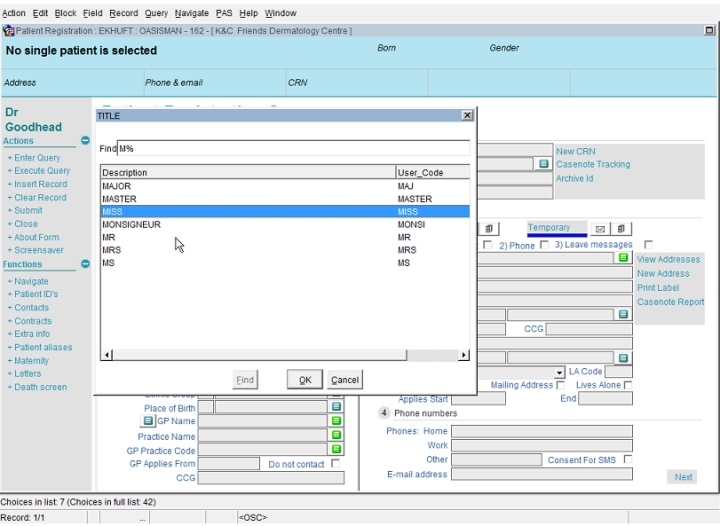 Action Edit Block Field Record Query Navigate PAS Help Window
Patient Registration : EKHUFT : OASISMAN - 162 - [ K&C Friends Dermatology Centre ]
No single patient is selected
Born
Gender
Address
Phone & email
CRN
Dr
Goodhead
Actions
+ Enter Query
+ Execute Query
+ Insert Record
+ Clear Record
+ Submit
+ Close
+ About Form
+ Screensaver
Functions
+ Navigate
+ Patient ID's
+ Contacts
+ Contracts
+ Extra info
+ Patient aliases
+ Maternity
+ Letters
+ Death screen
TITLE
Find M%
Description User_Code
MAJOR MAJ
MASTER MASTER
MISS MISS
MONSIGNEUR MONSI
MR MR
MRS MRS
MS MS
Find OK Cancel
New CRN
Casenote Tracking
Archive Id
Temporary
2) Phone 3) Leave messages
View Addresses
New Address
Print Label
Casenote Report
CCG
LA Code
Mailing Address Lives Alone
Applies Start End
Place of Birth
GP Name
Practice Name
GP Practice Code
GP Applies From Do not contact
CCG
4 Phone numbers
Phones: Home
Work
Other Consent For SMS
E-mail address
Next
Choices in list: 7 (Choices in full list: 42)
Record: 1/1 ... <OSC>